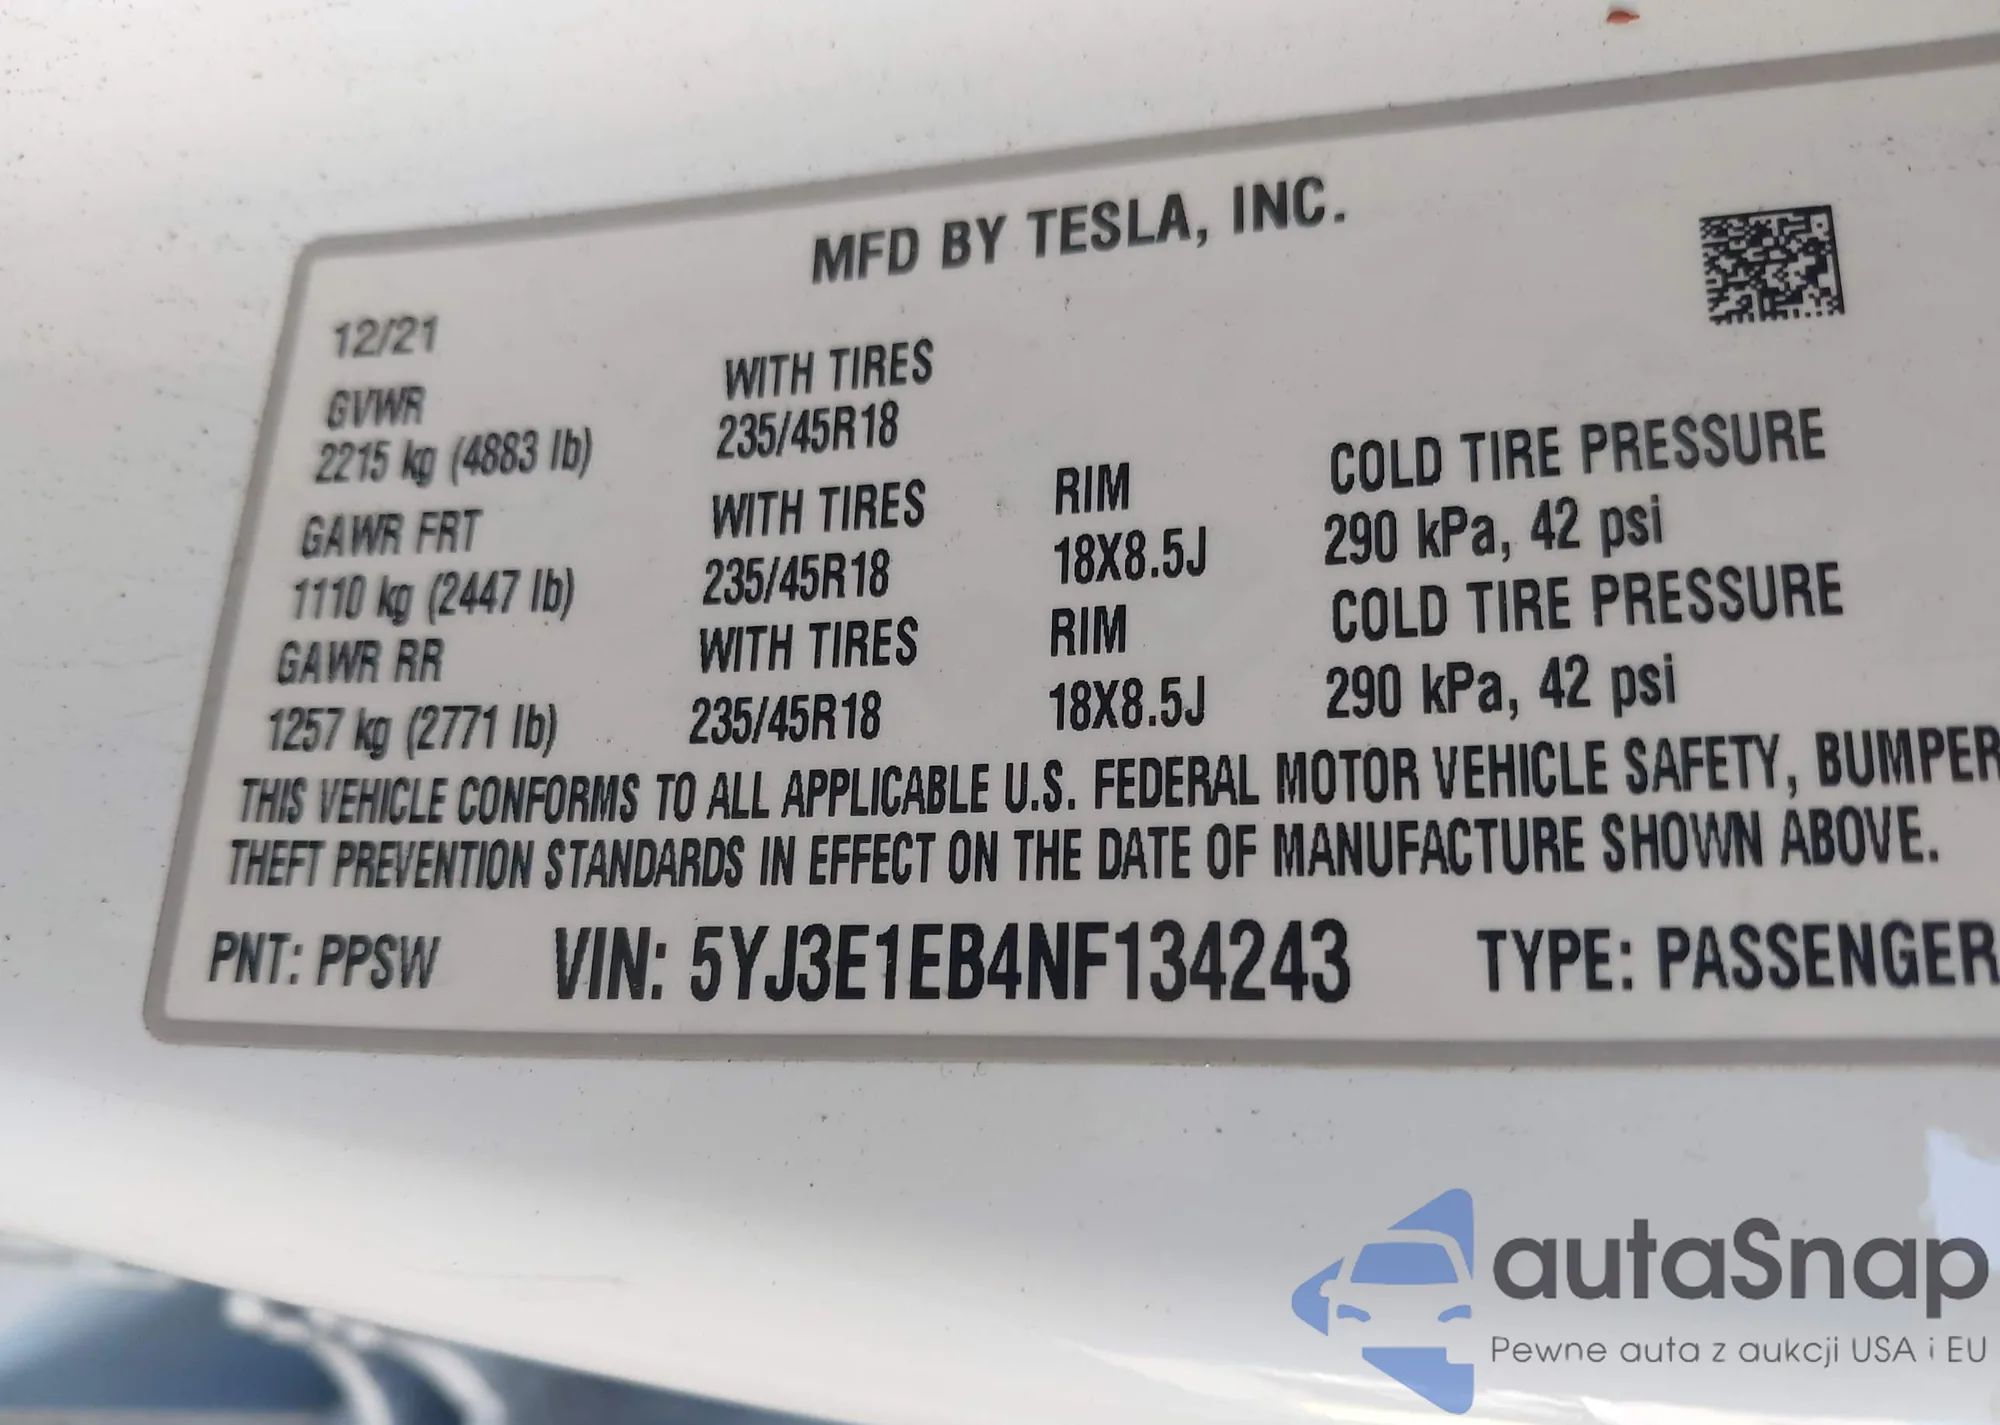 MFD BY TESLA, INC.
12/21
GVWR WITH TIRES
2215 kg (4883 lb) 235/45R18
GAWR FRT WITH TIRES RIM COLD TIRE PRESSURE
1110 kg (2447 lb) 235/45R18 18X8.5J 290 kPa, 42 psi
GAWR RR WITH TIRES RIM COLD TIRE PRESSURE
1257 kg (2771 lb) 235/45R18 18X8.5J 290 kPa, 42 psi
THIS VEHICLE CONFORMS TO ALL APPLICABLE U.S. FEDERAL MOTOR VEHICLE SAFETY, BUMPER
THEFT PREVENTION STANDARDS IN EFFECT ON THE DATE OF MANUFACTURE SHOWN ABOVE.
PNT: PPSW VIN: 5YJ3E1EB4NF134243 TYPE: PASSENGER
autaSnap
Pewne auta z aukcji USA i EU